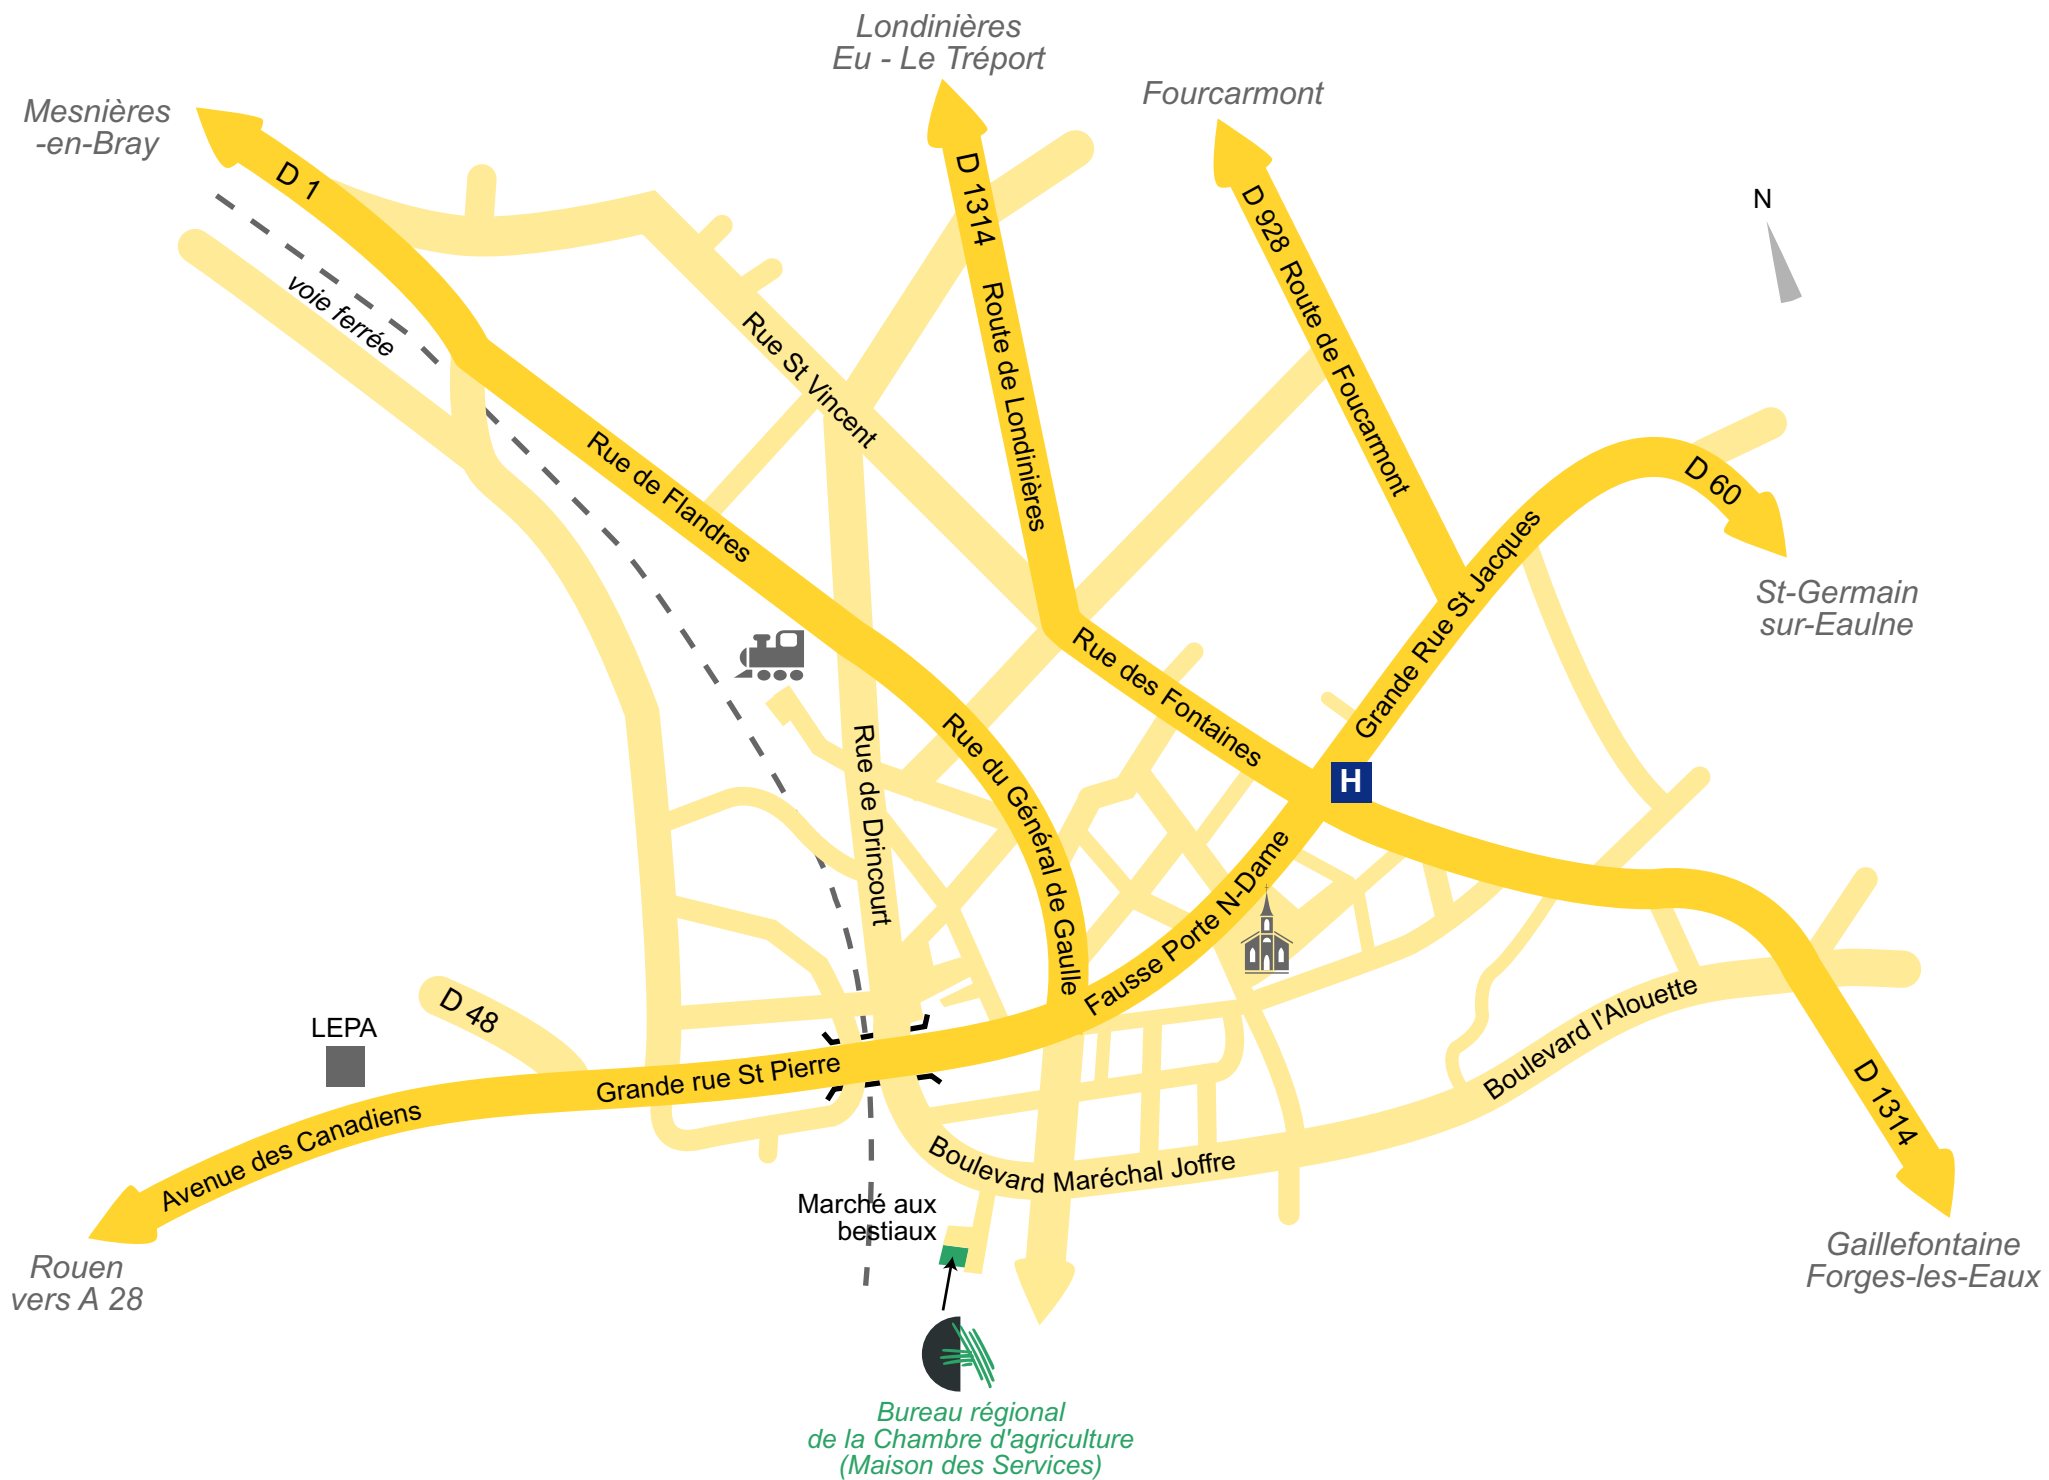 Londinières
Eu - Le Tréport
Fourcarmont
Mesnières
-en-Bray
D 1
D 1314
D 928
N
voie ferrée
Rue St Vincent
Route de Londinières
Route de Foucarmont
Rue de Flandres
D 60
Grande Rue St Jacques
St-Germain
sur-Eaulne
Rue des Fontaines
Rue du Général de Gaulle
Rue de Drincourt
H
Fausse Porte N-Dame
D 48
LEPA
Grande rue St Pierre
Avenue des Canadiens
Boulevard l'Alouette
Boulevard Maréchal Joffre
D 1314
Marché aux
bestiaux
Rouen
vers A 28
Gaillefontaine
Forges-les-Eaux
Bureau régional
de la Chambre d'agriculture
(Maison des Services)